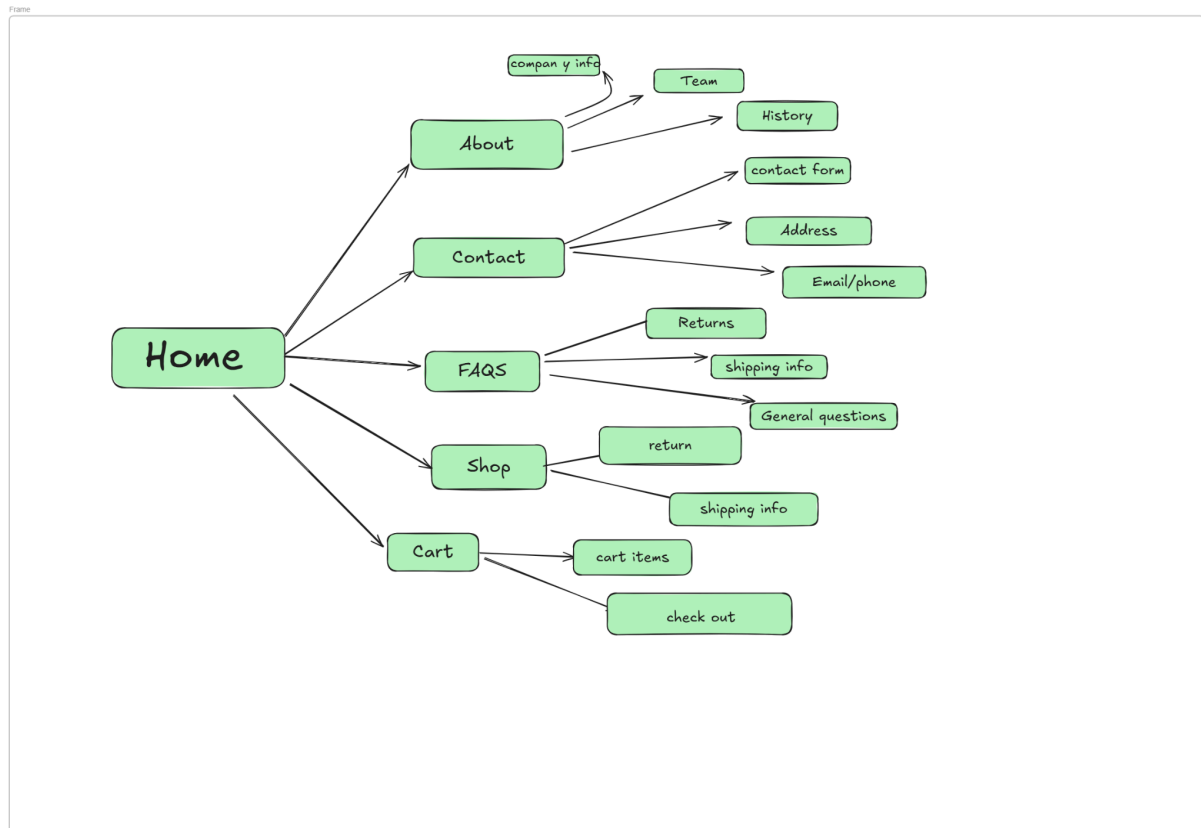 Frame
compan y info
Team
History
About
contact form
Address
Contact
Email/phone
Home
Returns
shipping info
FAQS
General questions
return
Shop
shipping info
Cart
cart items
check out